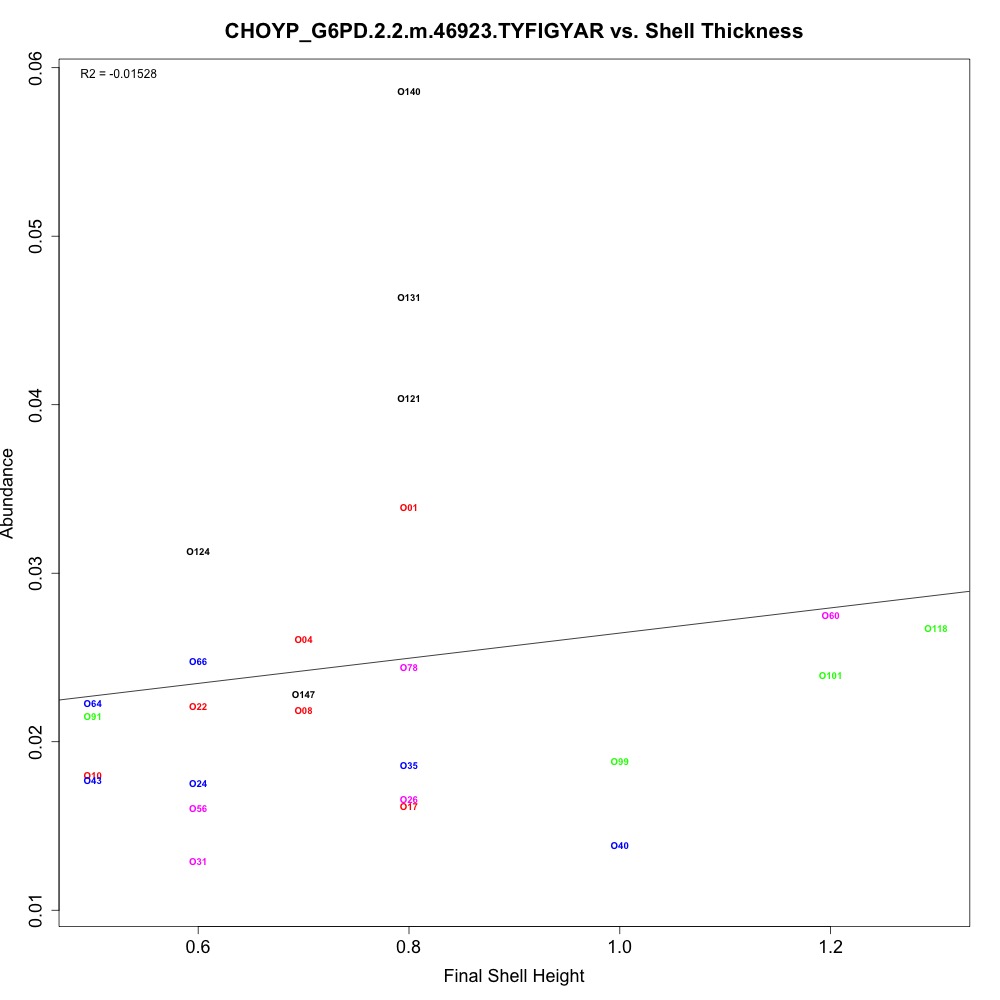 CHOYP_G6PD.2.2.m.46923.TYFIGYAR vs. Shell Thickness
R2 = -0.01528
0.06
O140
0.05
O131
0.04
O121
Abundance
O01
O124
0.03
O60
O118
O04
O66
O78
O101
O147
O64
O22
O08
O91
0.02
O99
O35
O10
O43
O24
O26
O17
O56
O40
O31
0.01
0.6 0.8 1.0 1.2
Final Shell Height